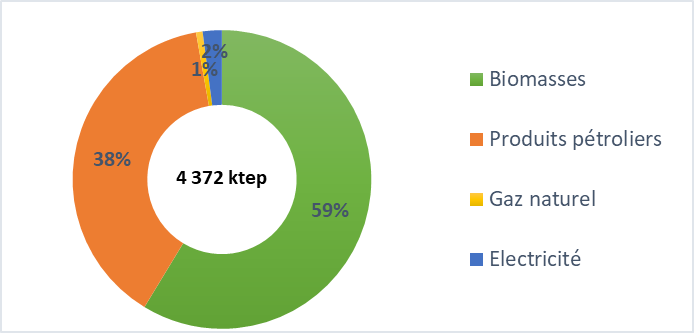 2%
1%
38%
4 372 ktep
59%
Biomasses
Produits pétroliers
Gaz naturel
Electricité